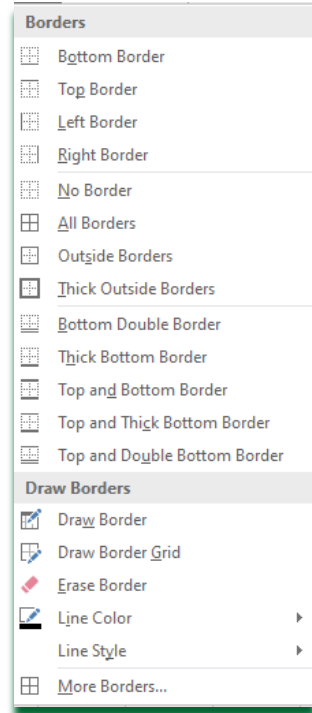 Borders
Bottom Border
Top Border
Left Border
Right Border
No Border
All Borders
Outside Borders
Thick Outside Borders
Bottom Double Border
Thick Bottom Border
Top and Bottom Border
Top and Thick Bottom Border
Top and Double Bottom Border
Draw Borders
Draw Border
Draw Border Grid
Erase Border
Line Color
Line Style
More Borders...